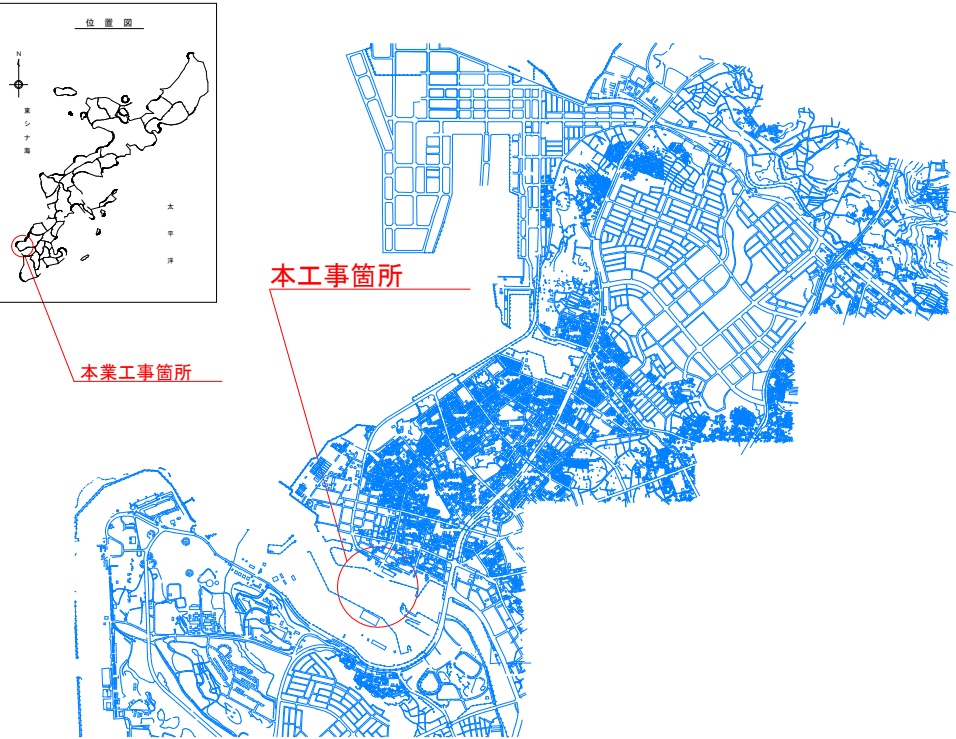 位置図
N
東シナ海
太平洋
本工事箇所
本業工事箇所